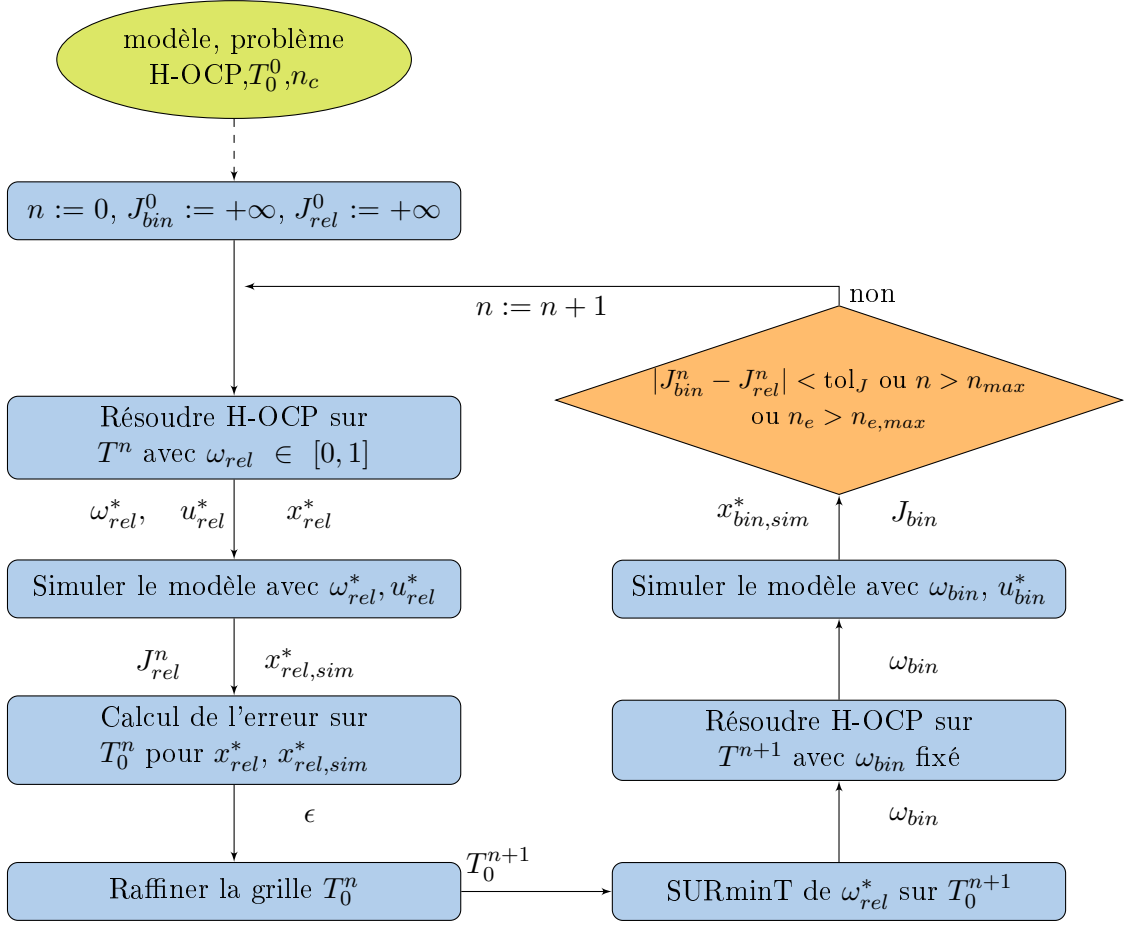 modèle, problème
H-OCP,$T_0^0$,$n_c$
$n := 0$, $J_{bin}^0 := +\infty$, $J_{rel}^0 := +\infty$
non
$n := n + 1$
$|J_{bin}^n - J_{rel}^n| < \text{tol}_J$ ou $n > n_{max}$
ou $n_e > n_{e,max}$
Résoudre H-OCP sur
$T^n$ avec $\omega_{rel} \in [0, 1]$
$\omega_{rel}^*$, $u_{rel}^*$ $x_{rel}^*$
$x_{bin,sim}^*$ $J_{bin}$
Simuler le modèle avec $\omega_{rel}^*, u_{rel}^*$
Simuler le modèle avec $\omega_{bin}$, $u_{bin}^*$
$J_{rel}^n$ $x_{rel,sim}^*$
$\omega_{bin}$
Calcul de l'erreur sur
$T_0^n$ pour $x_{rel}^*$, $x_{rel,sim}^*$
Résoudre H-OCP sur
$T^{n+1}$ avec $\omega_{bin}$ fixé
$\epsilon$
$\omega_{bin}$
Raffiner la grille $T_0^n$
$T_0^{n+1}$
SURminT de $\omega_{rel}^*$ sur $T_0^{n+1}$